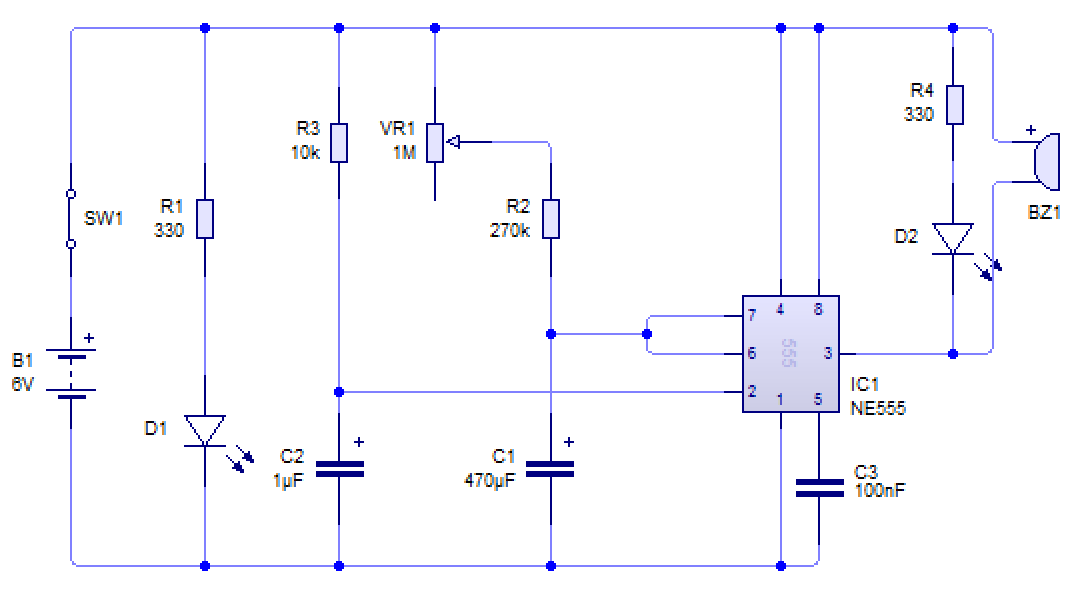 SW1
B1
6V
+
R1
330
D1
R3
10k
C2
1µF
+
VR1
1M
R2
270k
C1
470µF
+
7
4
8
6
555
3
2
1
5
IC1
NE555
C3
100nF
R4
330
D2
+
BZ1